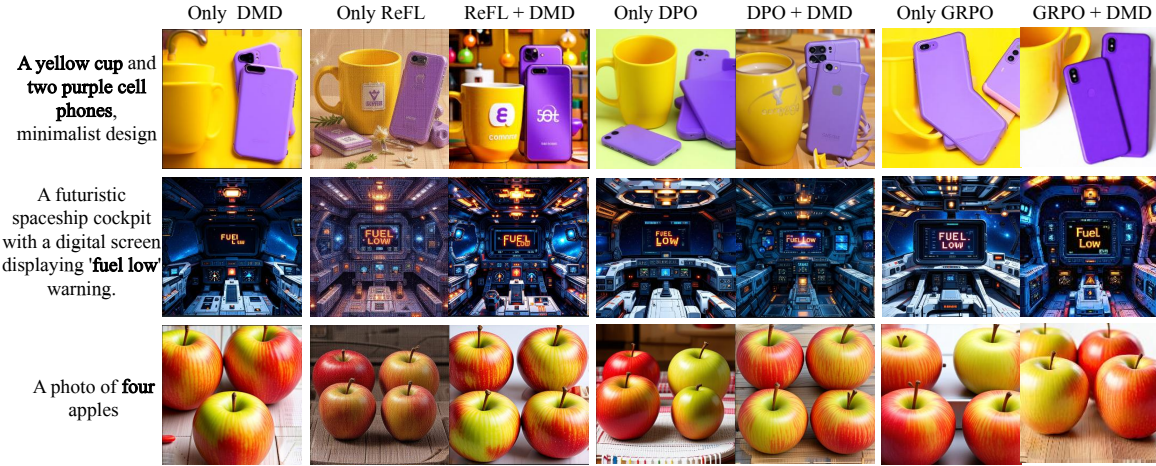 Only DMD
Only ReFL
ReFL + DMD
Only DPO
DPO + DMD
Only GRPO
GRPO + DMD
A yellow cup and
two purple cell
phones,
minimalist design
A futuristic
spaceship cockpit
with a digital screen
displaying 'fuel low'
warning.
FUEL
LOW
FUEL
LOW
FUEL
LOW
FUEL
LOW
FUEL LOW
FUEL
LOW
Fuel
Low
A photo of four
apples